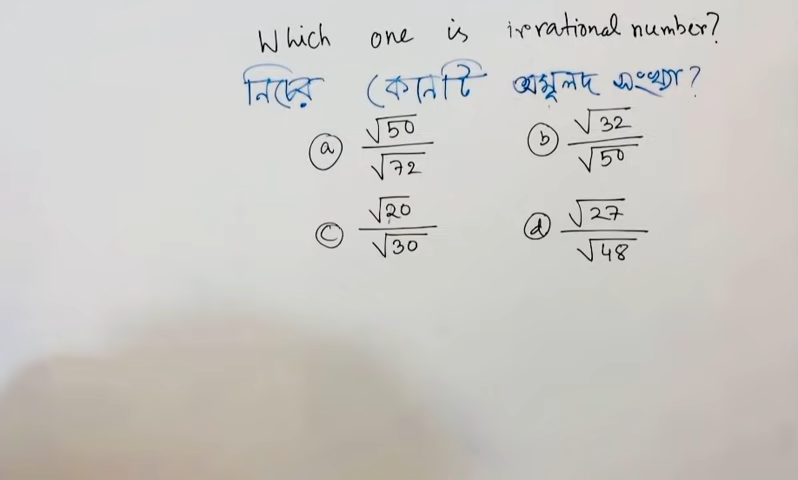 Which one is irrational number?
নিচের কোনটি অমূলদ সংখ্যা?
(a) √50/√72 (b) √32/√50
(c) √20/√30 (d) √27/√48